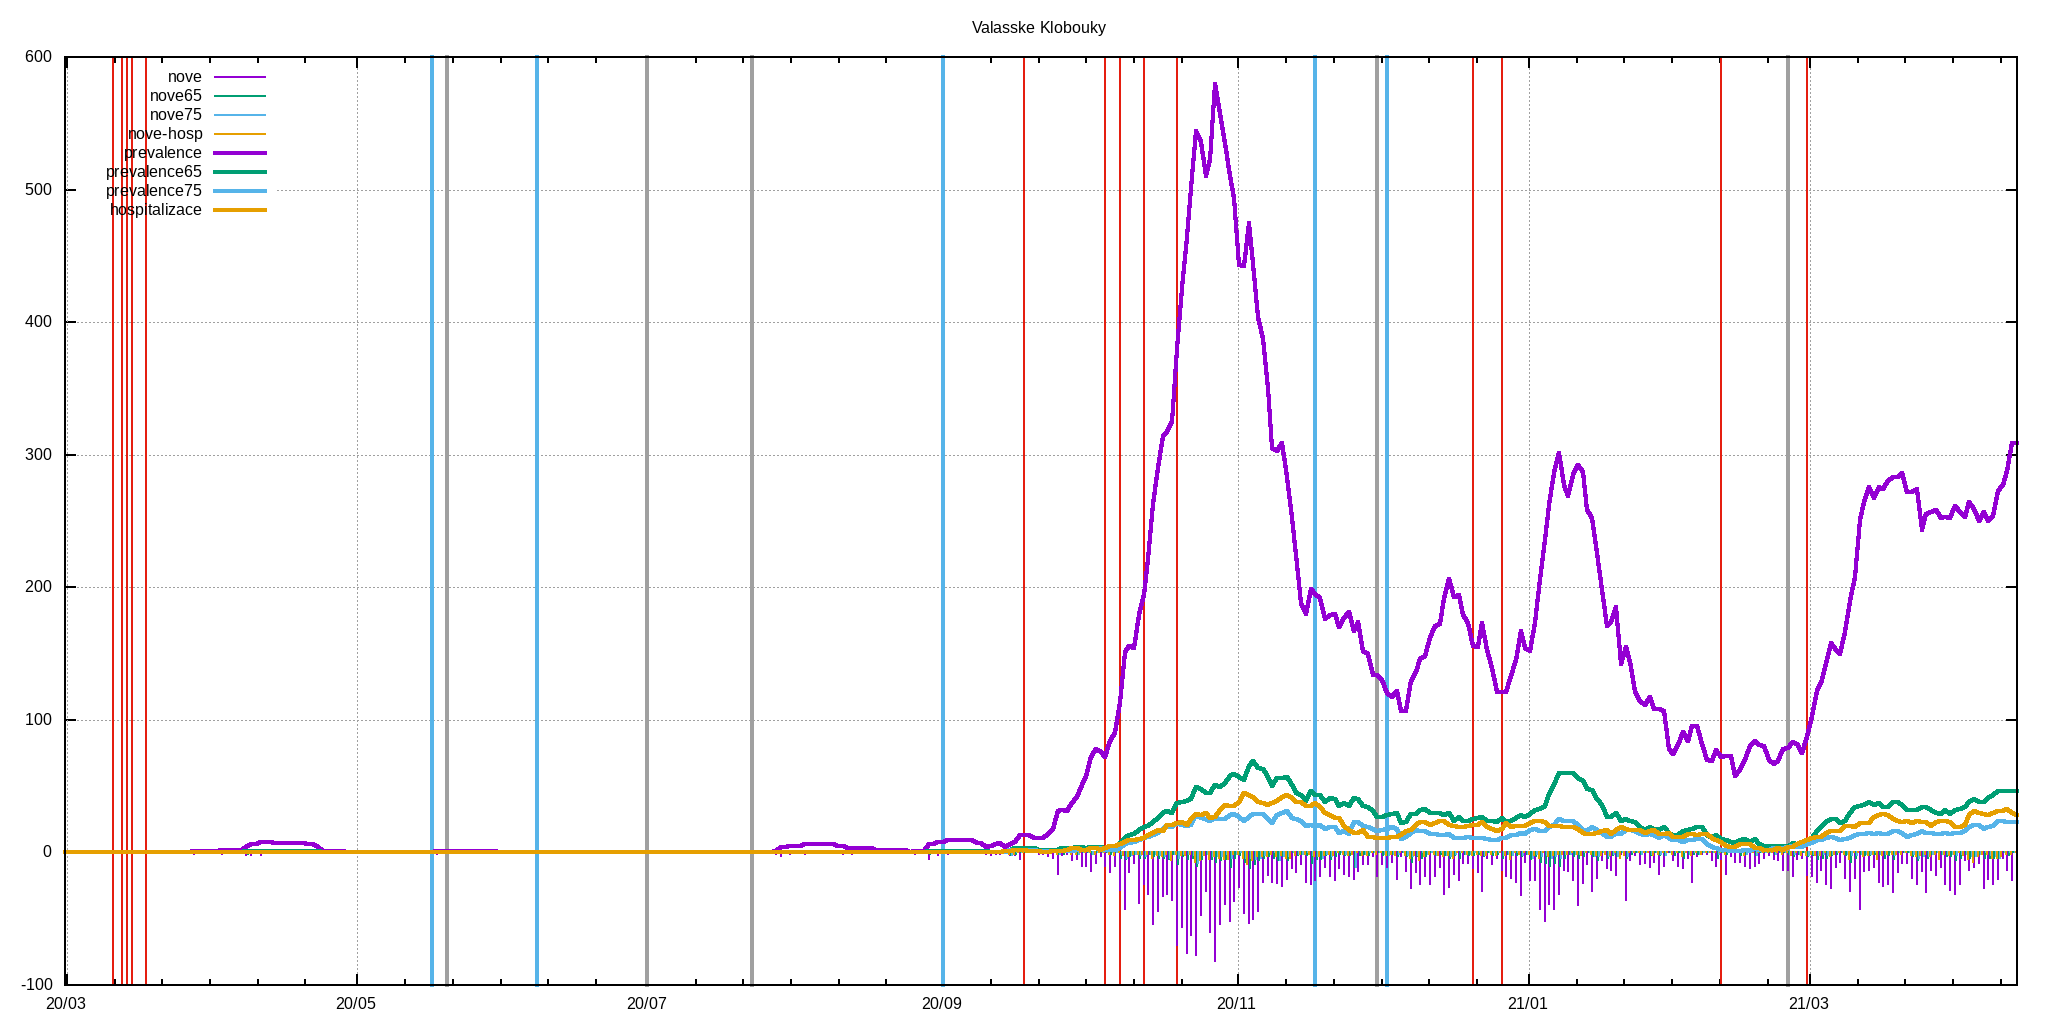 Valasske Klobouky
600
500
400
300
200
100
0
-100
nove
nove65
nove75
nove-hosp
prevalence
prevalence65
prevalence75
hospitalizace
20/03 20/05 20/07 20/09 20/11 21/01 21/03